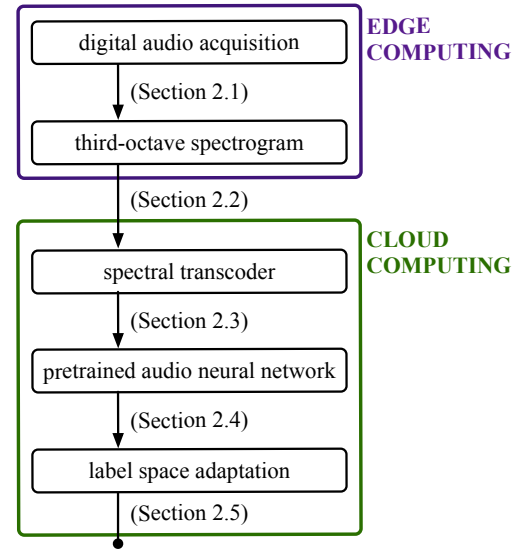 EDGE
COMPUTING
digital audio acquisition
(Section 2.1)
third-octave spectrogram
(Section 2.2)
CLOUD
COMPUTING
spectral transcoder
(Section 2.3)
pretrained audio neural network
(Section 2.4)
label space adaptation
(Section 2.5)